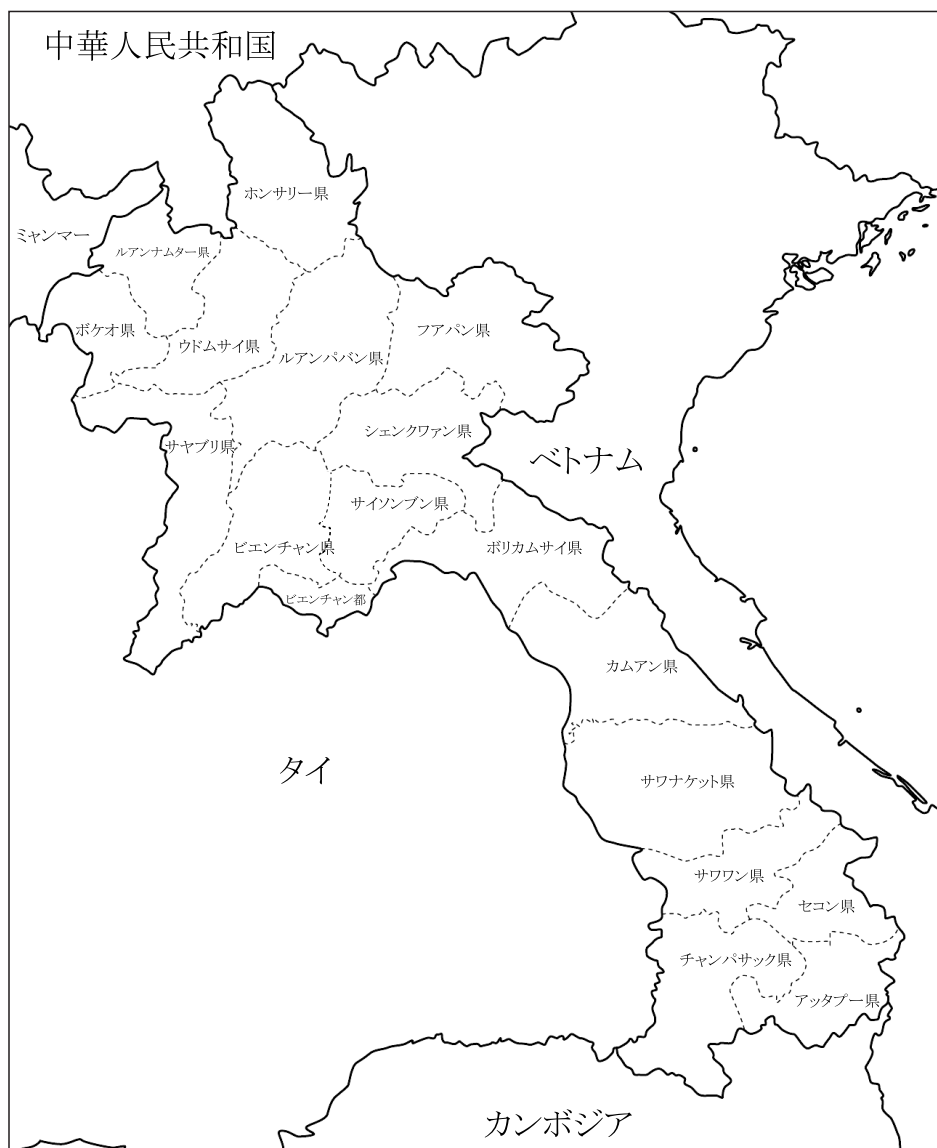 中華人民共和国
ホンサリー県
ミャンマー
ルアンナムター県
ボケオ県
ウドムサイ県
ルアンパバン県
フアパン県
サヤブリ県
シェンクワァン県
ベトナム
サイソンブン県
ビエンチャン県
ボリカムサイ県
ビエンチャン都
カムアン県
タイ
サワナケット県
サワワン県
セコン県
チャンパサック県
アッタプー県
カンボジア